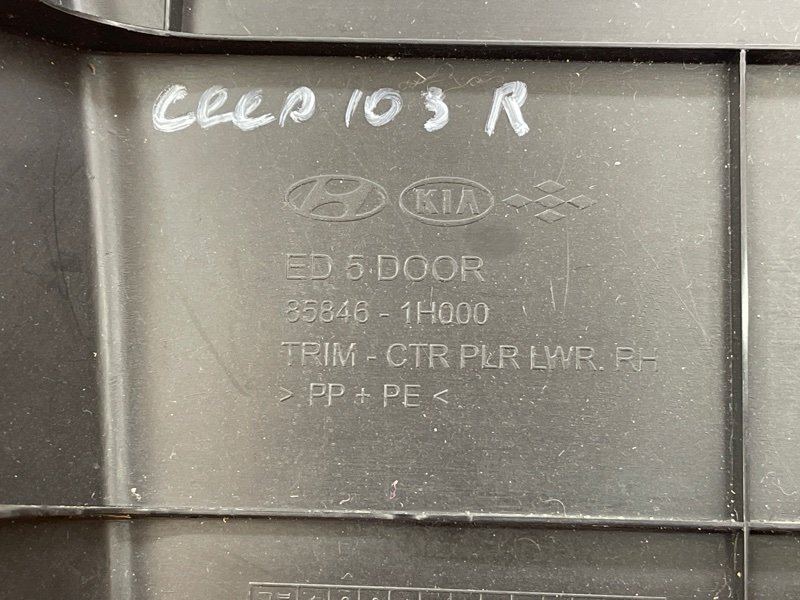 CEED 103 R
KIA
ED 5 DOOR
85846 - 1H000
TRIM - CTR PLR LWR. RH
> PP + PE <